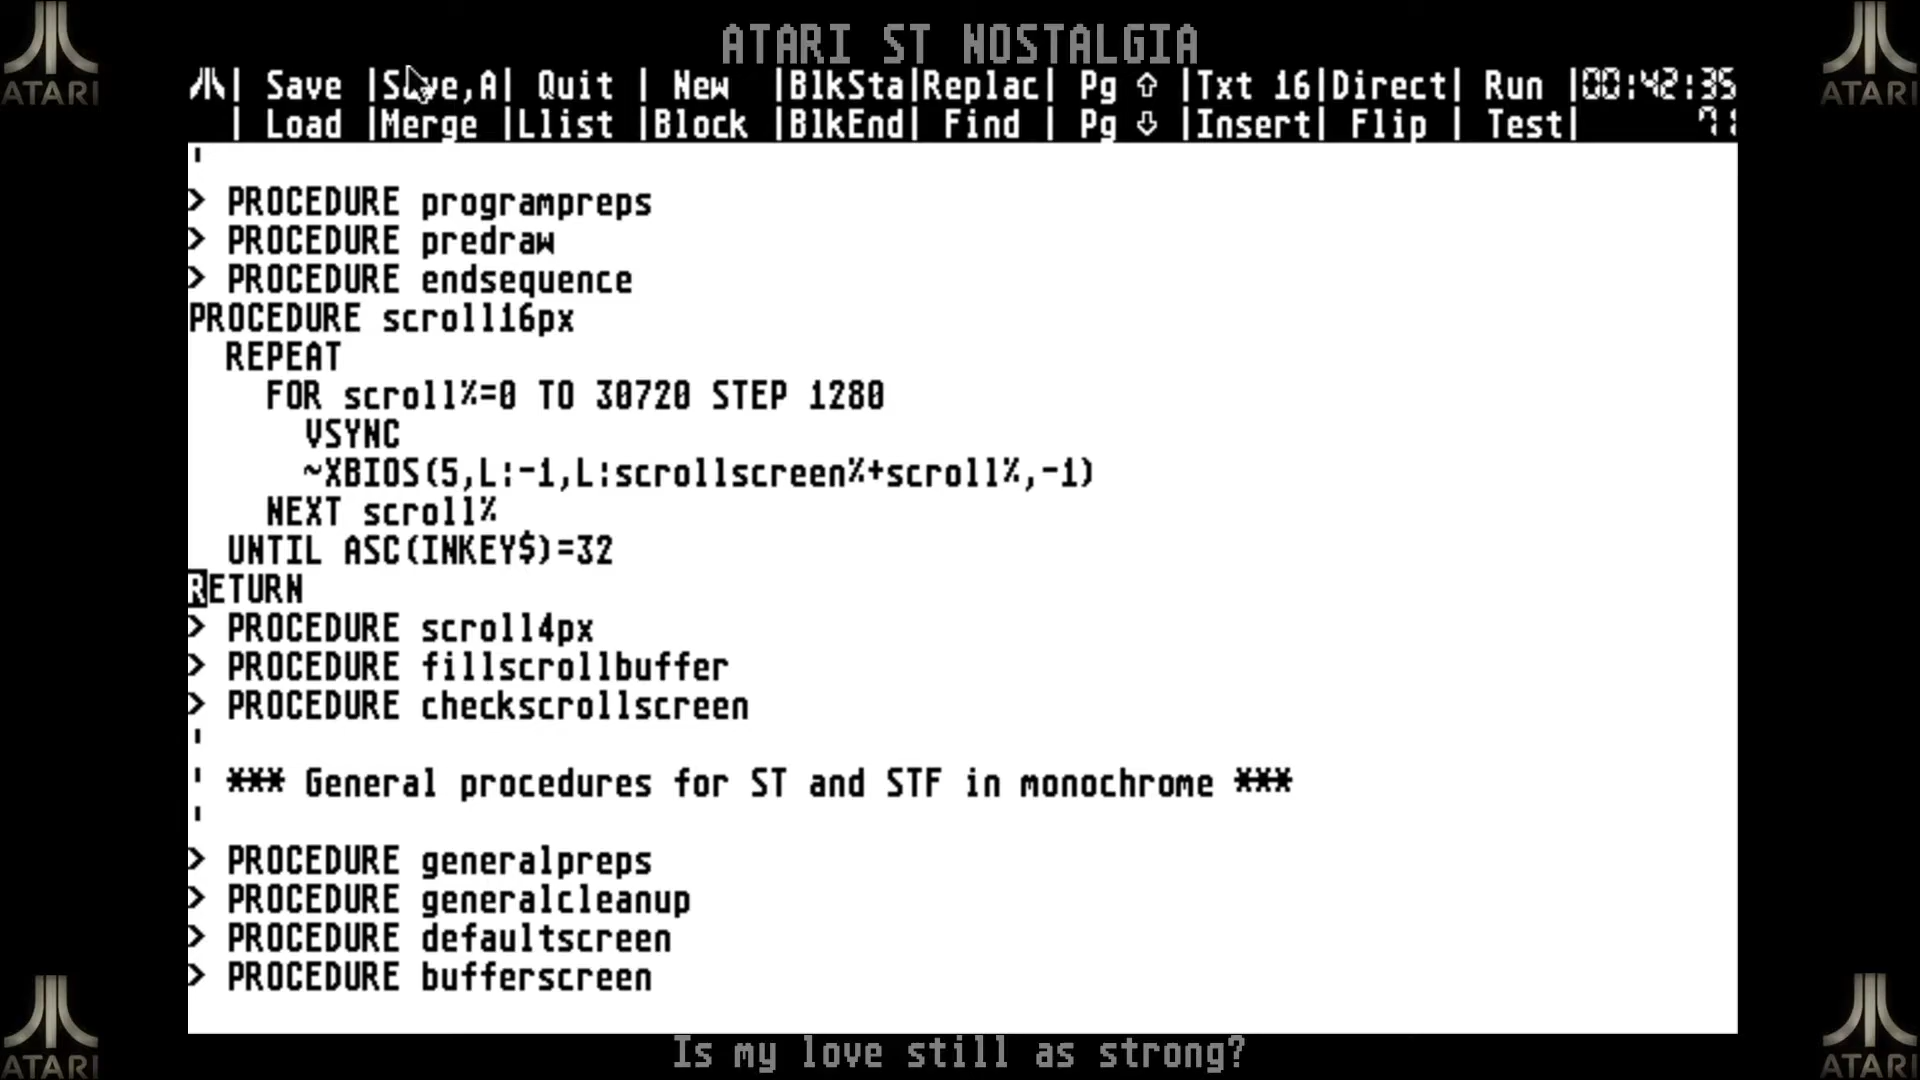 ATARI ST NOSTALGIA
ATARI
ATARI
| Save |Save,A| Quit | New |BlkSta|Replac| Pg ⇧ |Txt 16|Direct| Run |00:42:35
| Load |Merge |Llist |Block |BlkEnd| Find | Pg ⇩ |Insert| Flip | Test| 71
'
> PROCEDURE programpreps
> PROCEDURE predraw
> PROCEDURE endsequence
PROCEDURE scroll16px
REPEAT
FOR scroll%=0 TO 30720 STEP 1280
VSYNC
~XBIOS(5,L:-1,L:scrollscreen%+scroll%,-1)
NEXT scroll%
UNTIL ASC(INKEY$)=32
RETURN
> PROCEDURE scroll4px
> PROCEDURE fillscrollbuffer
> PROCEDURE checkscrollscreen
'
' *** General procedures for ST and STF in monochrome ***
'
> PROCEDURE generalpreps
> PROCEDURE generalcleanup
> PROCEDURE defaultscreen
> PROCEDURE bufferscreen
ATARI
ATARI
Is my love still as strong?